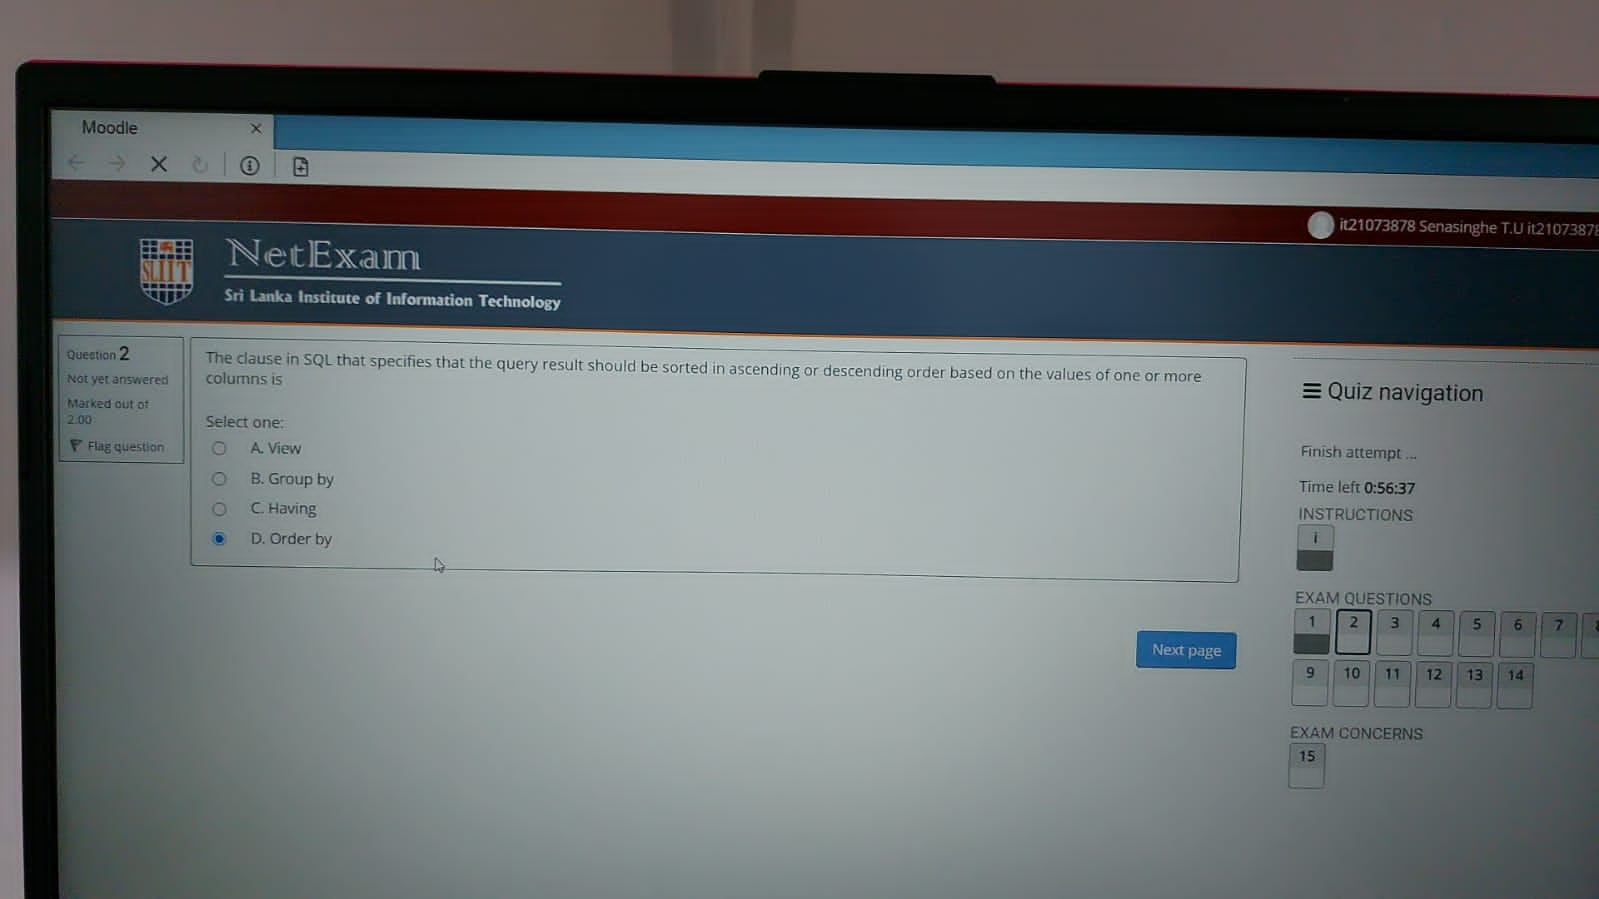 Moodle
it21073878 Senasinghe T.U it21073878
SLIIT
NetExam
Sri Lanka Institute of Information Technology
Question 2
Not yet answered
Marked out of
2.00
Flag question
The clause in SQL that specifies that the query result should be sorted in ascending or descending order based on the values of one or more
columns is
Select one:
A. View
B. Group by
C. Having
D. Order by
Next page
Quiz navigation
Finish attempt ...
Time left 0:56:37
INSTRUCTIONS
i
EXAM QUESTIONS
1 2 3 4 5 6 7
9 10 11 12 13 14
EXAM CONCERNS
15